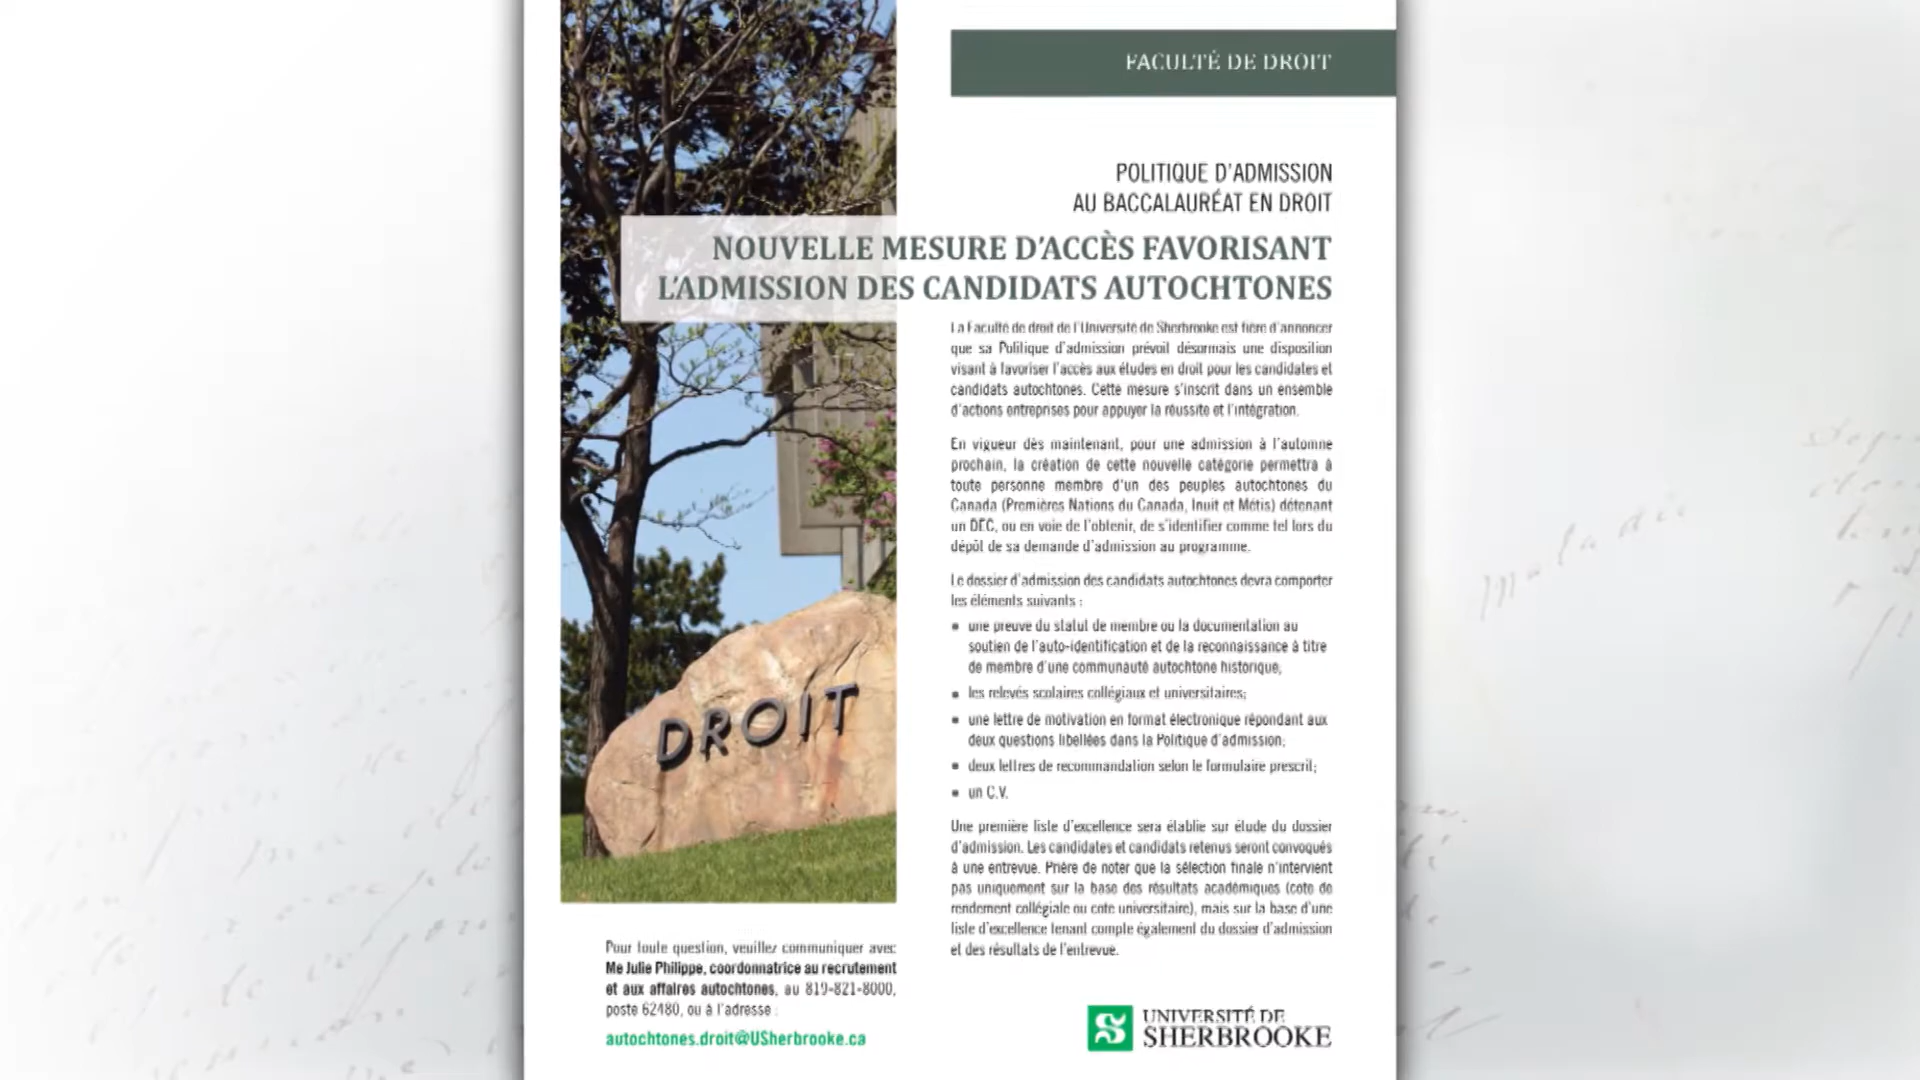 FACULTÉ DE DROIT
POLITIQUE D'ADMISSION
AU BACCALAURÉAT EN DROIT
NOUVELLE MESURE D'ACCÈS FAVORISANT
L'ADMISSION DES CANDIDATS AUTOCHTONES
La Faculté de droit de l'Université de Sherbrooke est fière d'annoncer
que sa Politique d'admission prévoit désormais une disposition
visant à favoriser l'accès aux études en droit pour les candidates et
candidats autochtones. Cette mesure s'inscrit dans un ensemble
d'actions entreprises pour appuyer la réussite et l'intégration.
En vigueur dès maintenant, pour une admission à l'automne
prochain, la création de cette nouvelle catégorie permettra à
toute personne membre d'un des peuples autochtones du
Canada (Premières Nations du Canada, Inuit et Métis) détenant
un DEC, ou en voie de l'obtenir, de s'identifier comme tel lors du
dépôt de sa demande d'admission au programme.
Le dossier d'admission des candidats autochtones devra comporter
les éléments suivants :
▪ une preuve du statut de membre ou la documentation au
soutien de l'auto-identification et de la reconnaissance à titre
de membre d'une communauté autochtone historique;
▪ les relevés scolaires collégiaux et universitaires;
▪ une lettre de motivation en format électronique répondant aux
deux questions libellées dans la Politique d'admission;
▪ deux lettres de recommandation selon le formulaire prescrit;
▪ un C.V.
Une première liste d'excellence sera établie sur étude du dossier
d'admission. Les candidates et candidats retenus seront convoqués
à une entrevue. Prière de noter que la sélection finale n'intervient
pas uniquement sur la base des résultats académiques (cote de
rendement collégiale ou cote universitaire), mais sur la base d'une
liste d'excellence tenant compte également du dossier d'admission
et des résultats de l'entrevue.
DROIT
Pour toute question, veuillez communiquer avec
Me Julie Philippe, coordonnatrice au recrutement
et aux affaires autochtones, au 819-821-8000,
poste 62480, ou à l'adresse :
autochtones.droit@USherbrooke.ca
UNIVERSITÉ DE
SHERBROOKE